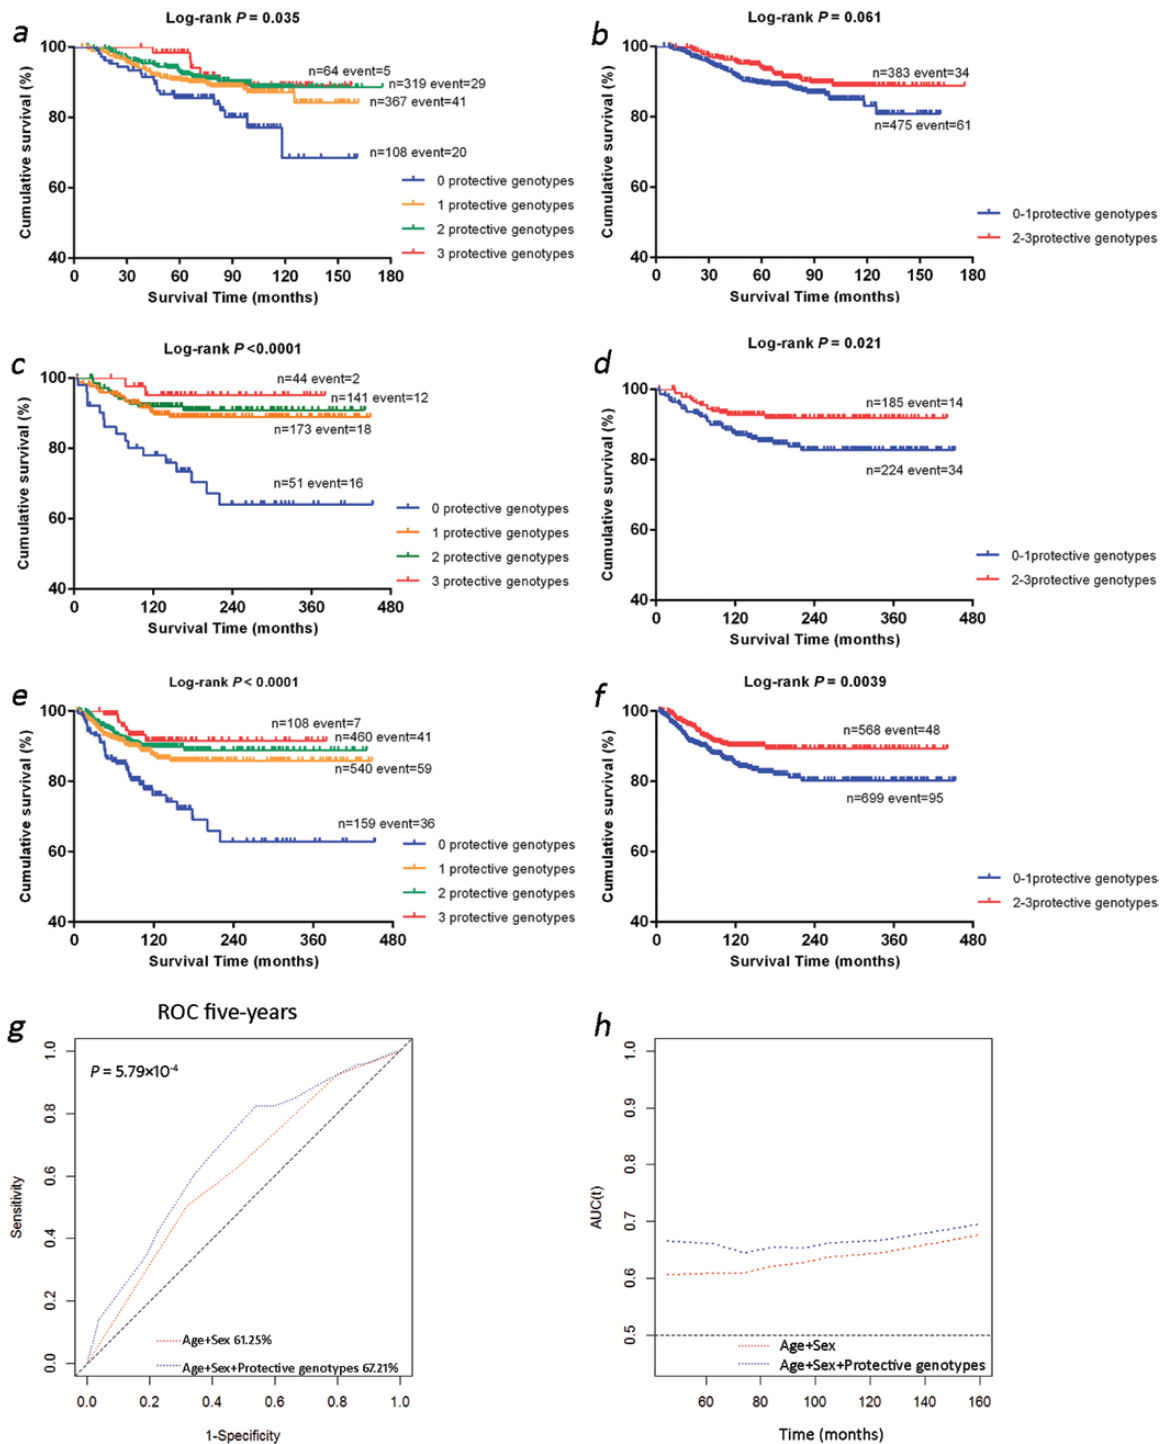 a
Log-rank P = 0.035
Cumulative survival (%)
100
80
60
40
0 30 60 90 120 150 180
Survival Time (months)
n=64 event=5
n=319 event=29
n=367 event=41
n=108 event=20
0 protective genotypes
1 protective genotypes
2 protective genotypes
3 protective genotypes
b
Log-rank P = 0.061
Cumulative survival (%)
100
80
60
40
0 30 60 90 120 150 180
Survival Time (months)
n=383 event=34
n=475 event=61
0-1protective genotypes
2-3protective genotypes
c
Log-rank P <0.0001
Cumulative survival (%)
100
80
60
40
0 120 240 360 480
Survival Time (months)
n=44 event=2
n=141 event=12
n=173 event=18
n=51 event=16
0 protective genotypes
1 protective genotypes
2 protective genotypes
3 protective genotypes
d
Log-rank P = 0.021
Cumulative survival (%)
100
80
60
40
0 120 240 360 480
Survival Time (months)
n=185 event=14
n=224 event=34
0-1protective genotypes
2-3protective genotypes
e
Log-rank P < 0.0001
Cumulative survival (%)
100
80
60
40
0 120 240 360 480
Survival Time (months)
n=108 event=7
n=460 event=41
n=540 event=59
n=159 event=36
0 protective genotypes
1 protective genotypes
2 protective genotypes
3 protective genotypes
f
Log-rank P = 0.0039
Cumulative survival (%)
100
80
60
40
0 120 240 360 480
Survival Time (months)
n=568 event=48
n=699 event=95
0-1protective genotypes
2-3protective genotypes
g
ROC five-years
P = 5.79×10⁻⁴
Sensitivity
1.0
0.8
0.6
0.4
0.2
0.0
Age+Sex 61.25%
Age+Sex+Protective genotypes 67.21%
0.0 0.2 0.4 0.6 0.8 1.0
1-Specificity
h
AUC(t)
1.0
0.9
0.8
0.7
0.6
0.5
Age+Sex
Age+Sex+Protective genotypes
60 80 100 120 140 160
Time (months)